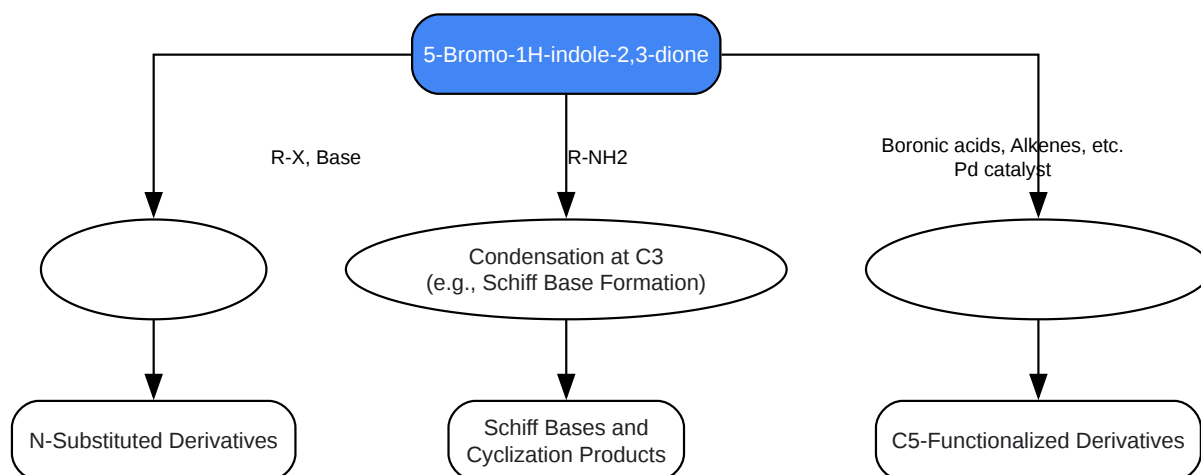 5-Bromo-1H-indole-2,3-dione
R-X, Base
R-NH2
Boronic acids, Alkenes, etc.
Pd catalyst
Condensation at C3
(e.g., Schiff Base Formation)
N-Substituted Derivatives
Schiff Bases and
Cyclization Products
C5-Functionalized Derivatives